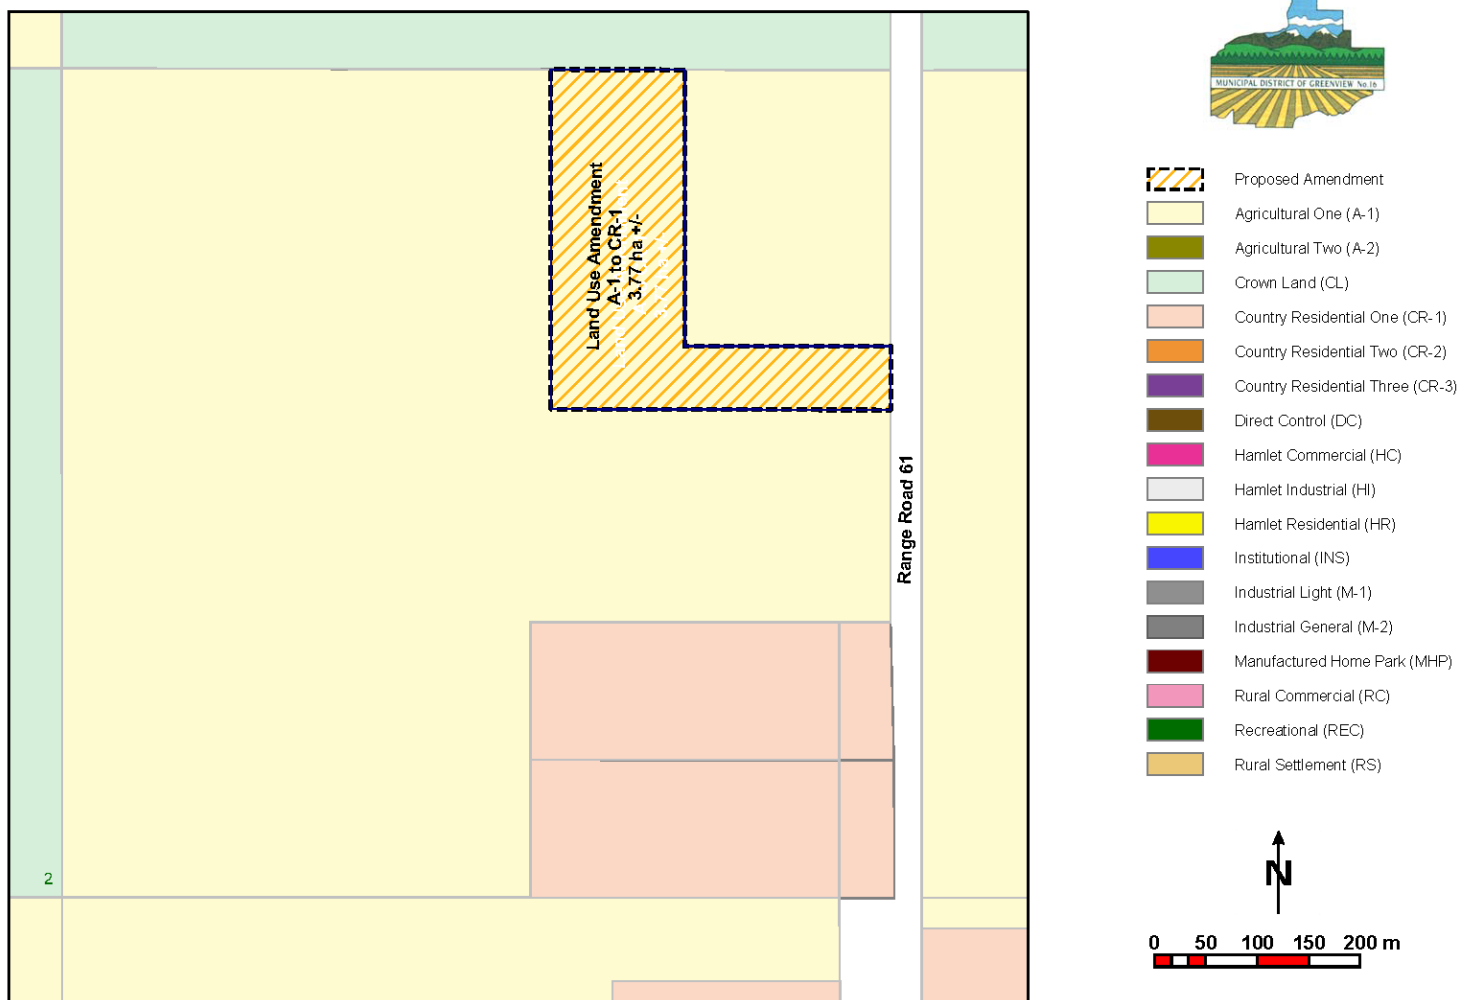 MUNICIPAL DISTRICT OF GREENVIEW No.16
Land Use Amendment
A-1 to CR-1
3.77 ha +/-
Range Road 61
2
Proposed Amendment
Agricultural One (A-1)
Agricultural Two (A-2)
Crown Land (CL)
Country Residential One (CR-1)
Country Residential Two (CR-2)
Country Residential Three (CR-3)
Direct Control (DC)
Hamlet Commercial (HC)
Hamlet Industrial (HI)
Hamlet Residential (HR)
Institutional (INS)
Industrial Light (M-1)
Industrial General (M-2)
Manufactured Home Park (MHP)
Rural Commercial (RC)
Recreational (REC)
Rural Settlement (RS)
N
0 50 100 150 200 m